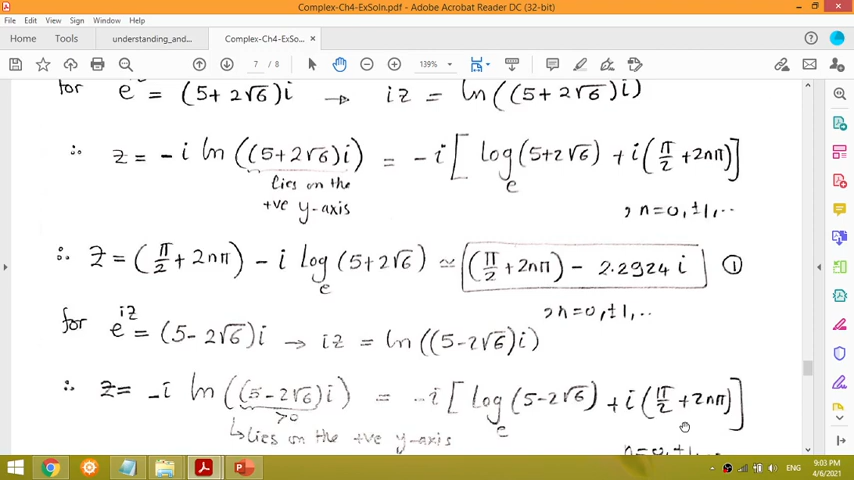 Complex-Ch4-ExSoln.pdf - Adobe Acrobat Reader DC (32-bit)
File Edit View Sign Window Help
Home Tools understanding_and... Complex-Ch4-ExSo... × Sign In
7 / 8 139%
for e^iz = (5+2√6)i → iz = ln((5+2√6)i)
∴ z = -i ln((5+2√6)i) = -i[log_e(5+2√6) + i(π/2+2nπ)]
lies on the
+ve y-axis
, n=0,±1,..
∴ z = (π/2+2nπ) - i log_e(5+2√6) ≃ (π/2+2nπ) - 2.2924 i ①
, n=0,±1,..
for e^iz = (5-2√6)i → iz = ln((5-2√6)i)
∴ z = -i ln((5-2√6)i) = -i[log_e(5-2√6) + i(π/2+2nπ)]
>0
↳lies on the +ve y-axis
n=0,±1,..
ENG 9:03 PM
4/6/2021